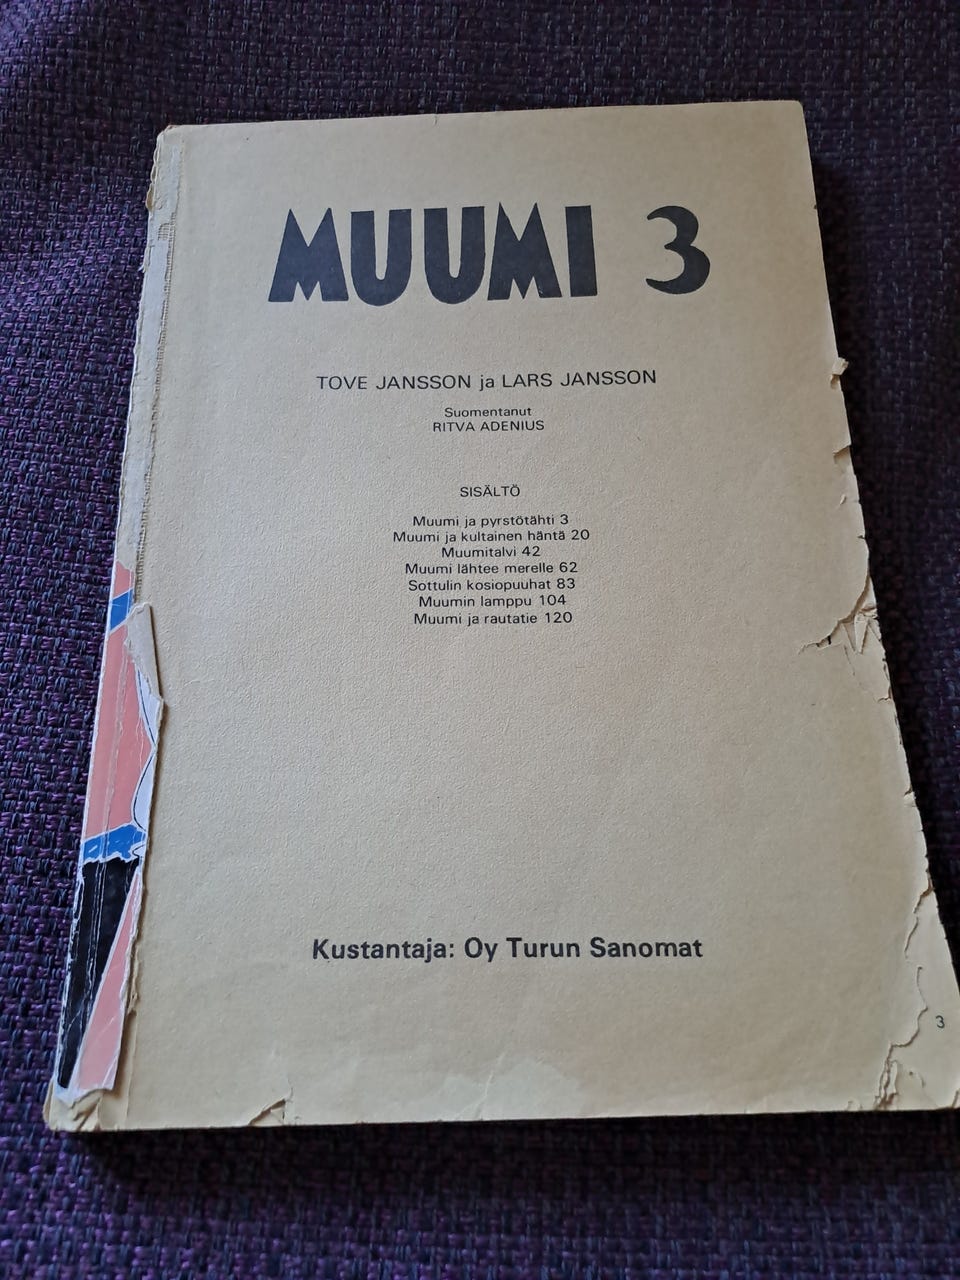 MUUMI 3
TOVE JANSSON ja LARS JANSSON
Suomentanut
RITVA ADENIUS
SISÄLTÖ
Muumi ja pyrstötähti 3
Muumi ja kultainen häntä 20
Muumitalvi 42
Muumi lähtee merelle 62
Sottulin kosiopuuhat 83
Muumin lamppu 104
Muumi ja rautatie 120
Kustantaja: Oy Turun Sanomat
3